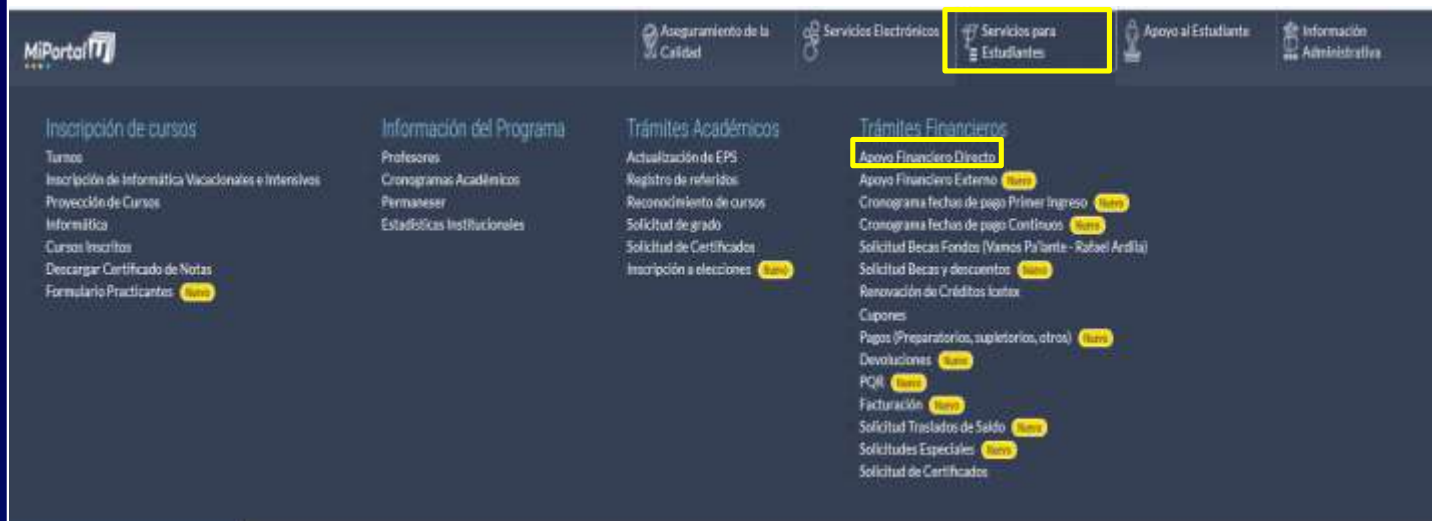 MiPortal U
Aseguramiento de la
Calidad
Servicios Electrónicos
Servicios para
Estudiantes
Apoyo al Estudiante
Información
Administrativa
Inscripción de cursos
Turnos
Inscripción de Informática Vacacionales e Intensivos
Proyección de Cursos
Informática
Cursos Inscritos
Descargar Certificado de Notas
Formulario Practicantes Nuevo
Información del Programa
Profesores
Cronogramas Académicos
Permaneser
Estadísticas Institucionales
Trámites Académicos
Actualización de EPS
Registro de referidos
Reconocimiento de cursos
Solicitud de grado
Solicitud de Certificados
Inscripción a elecciones Nuevo
Trámites Financieros
Apoyo Financiero Directo
Apoyo Financiero Externo Nuevo
Cronograma fechas de pago Primer Ingreso Nuevo
Cronograma fechas de pago Continuos Nuevo
Solicitud Becas Fondos (Vamos Pa'lante - Rafael Ardila)
Solicitud Becas y descuentos Nuevo
Renovación de Créditos Icetex
Cupones
Pagos (Preparatorios, supletorios, otros) Nuevo
Devoluciones Nuevo
PQR Nuevo
Facturación Nuevo
Solicitud Traslados de Saldo Nuevo
Solicitudes Especiales Nuevo
Solicitud de Certificados